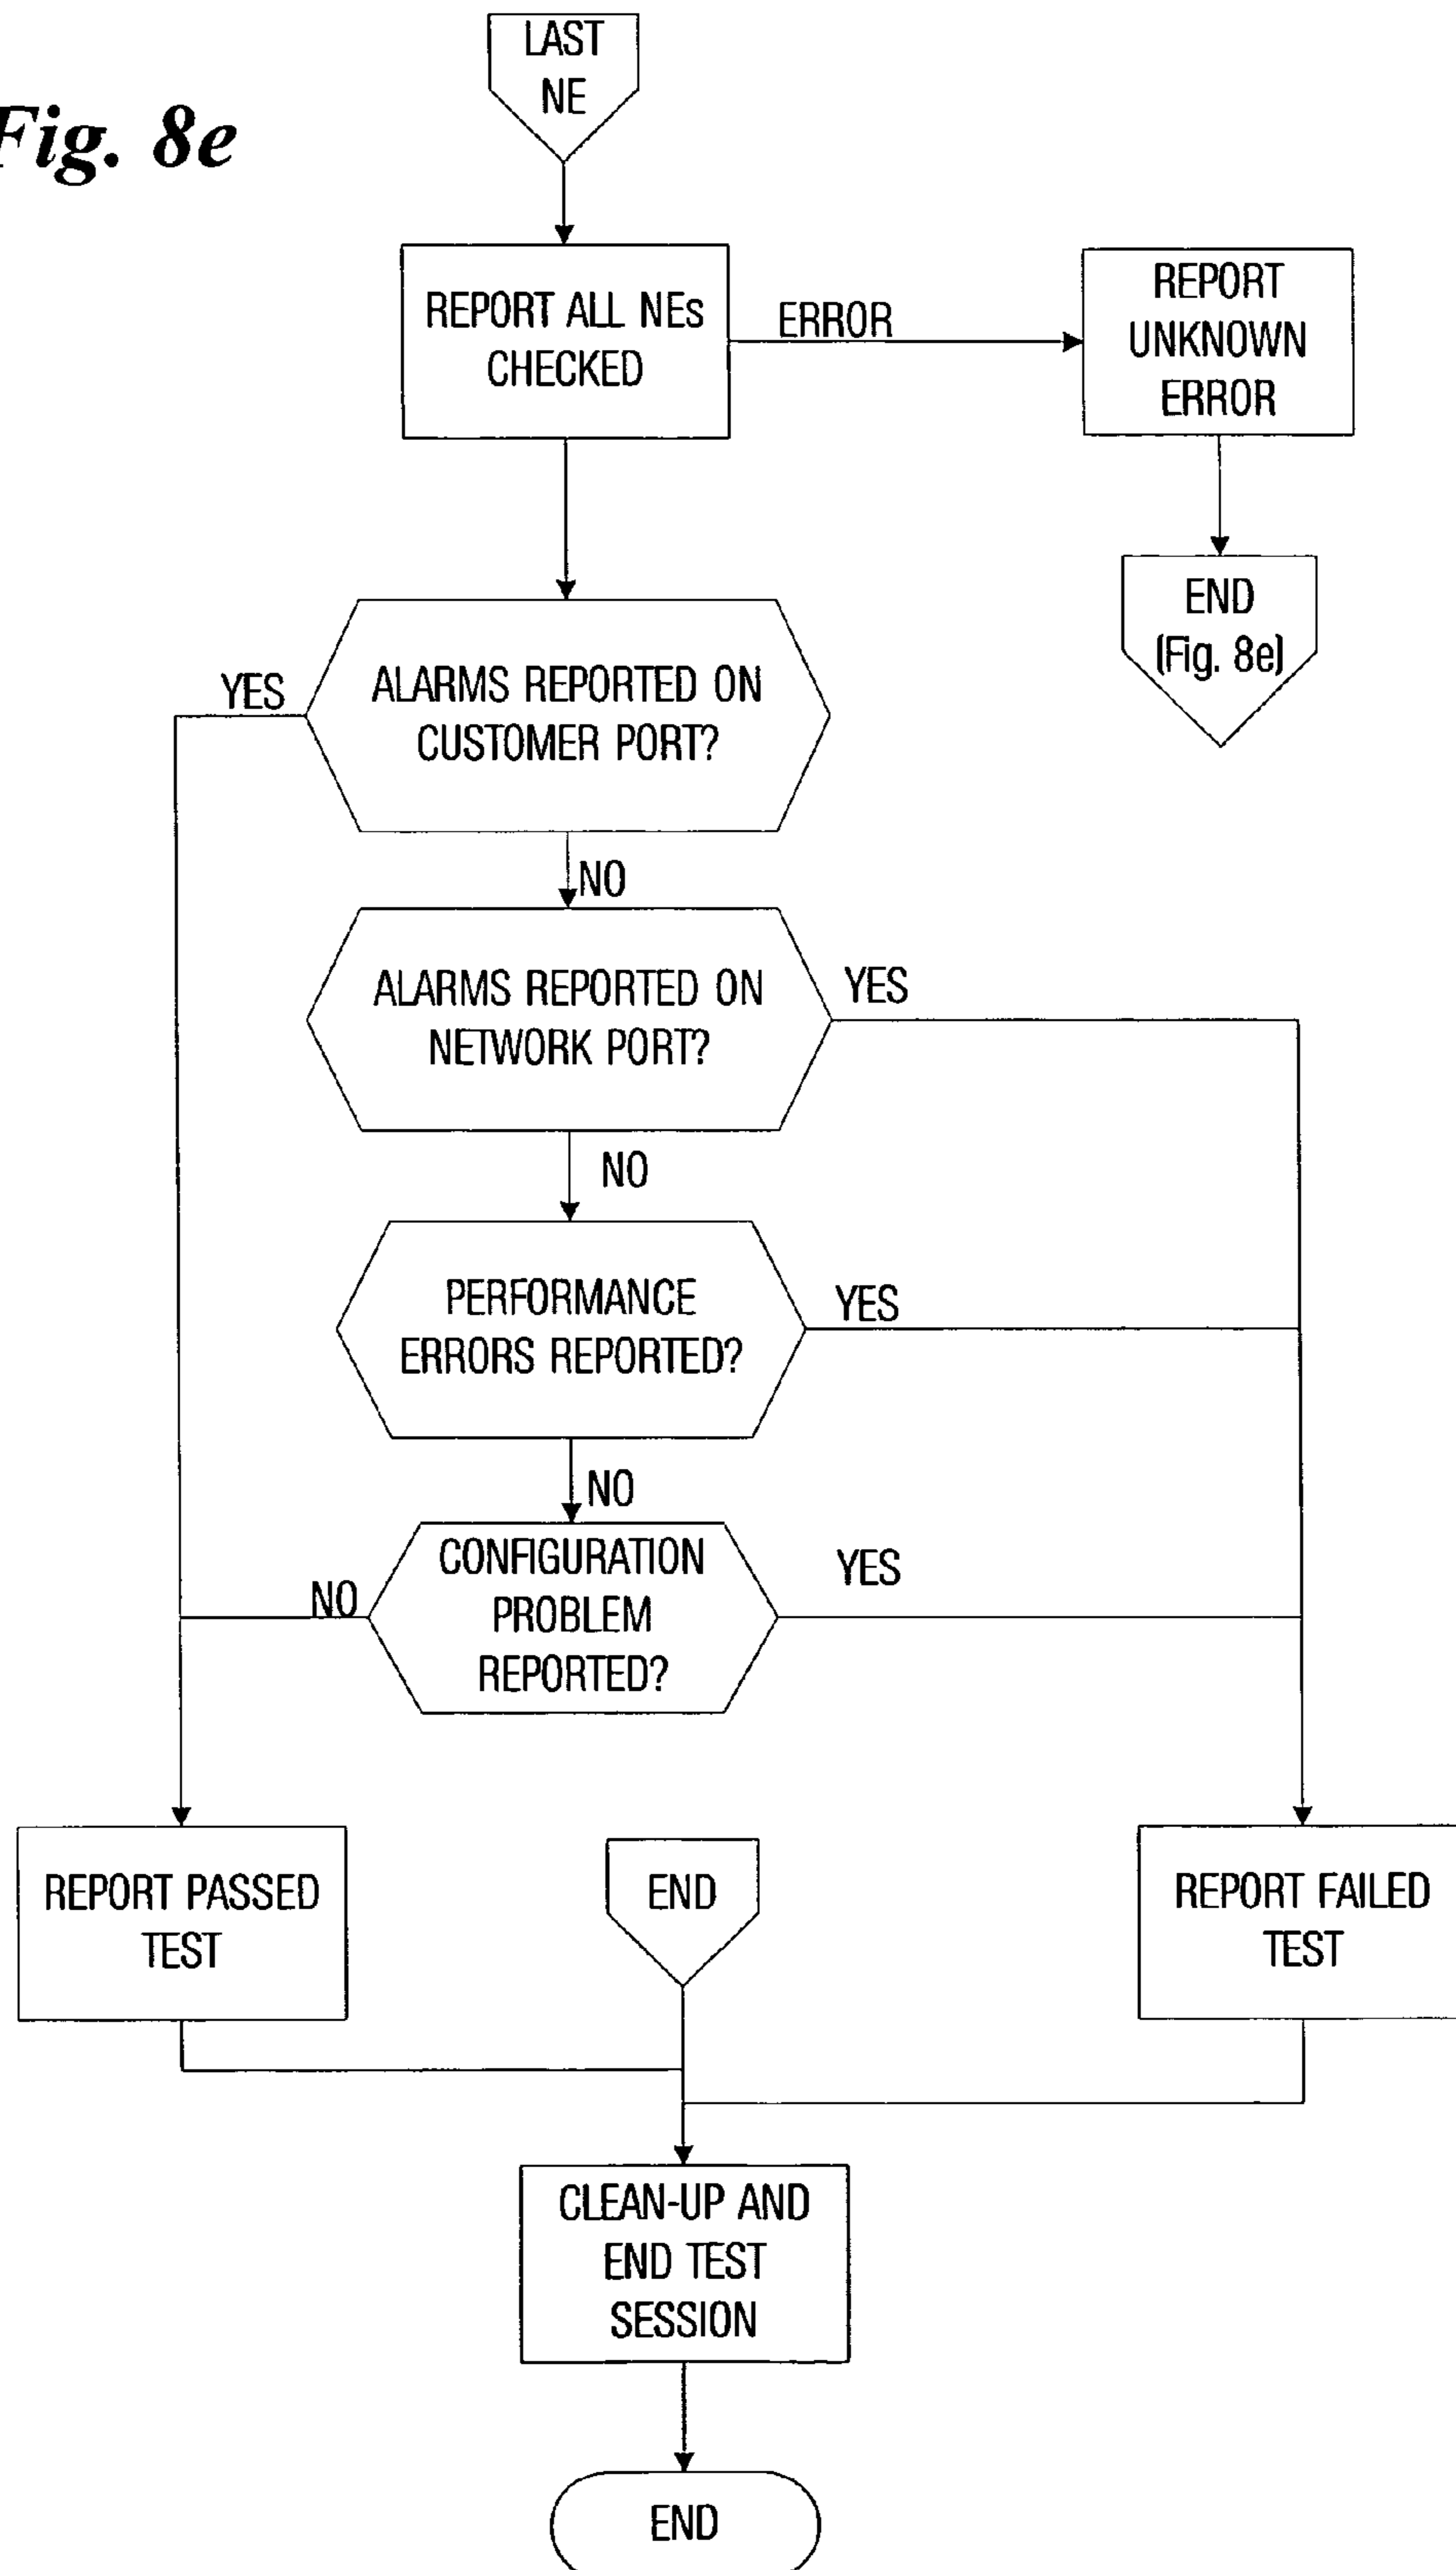 Fig. 8e
LAST
NE
REPORT ALL NEs
CHECKED
ERROR
REPORT
UNKNOWN
ERROR
END
(Fig. 8e)
YES
ALARMS REPORTED ON
CUSTOMER PORT?
NO
ALARMS REPORTED ON
NETWORK PORT?
YES
NO
PERFORMANCE
ERRORS REPORTED?
YES
NO
CONFIGURATION
PROBLEM
REPORTED?
YES
NO
REPORT PASSED
TEST
END
REPORT FAILED
TEST
CLEAN-UP AND
END TEST
SESSION
END